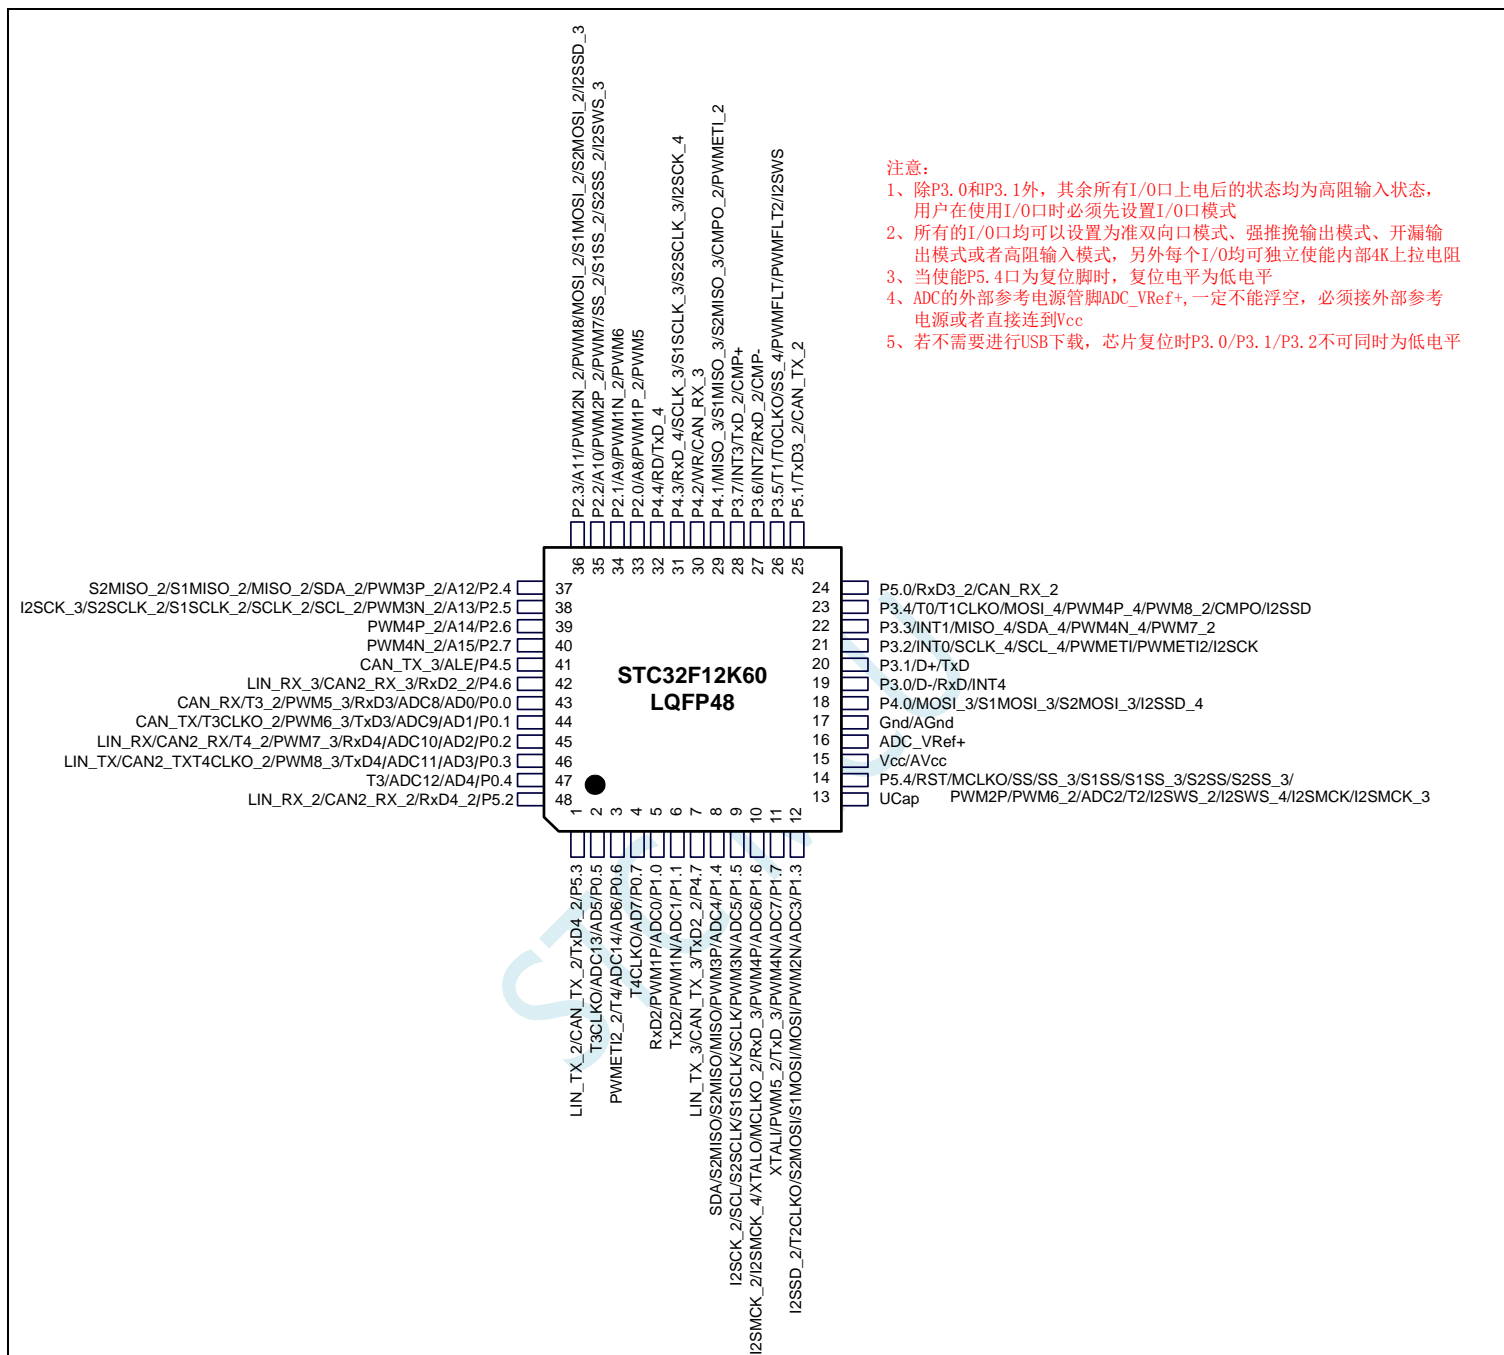 P2.3/A11/PWM2N_2/PWM8/MOSI_2/S1MOSI_2/S2MOSI_2/I2SSD_3
P2.2/A10/PWM2P_2/PWM7/SS_2/S1SS_2/S2SS_2/I2SWS_3
P2.1/A9/PWM1N_2/PWM6
P2.0/A8/PWM1P_2/PWM5
P4.4/RD/TxD_4
P4.3/RxD_4/SCLK_3/S1SCLK_3/S2SCLK_3/I2SCK_4
P4.2/WR/CAN_RX_3
P4.1/MISO_3/S1MISO_3/S2MISO_3/CMPO_2/PWMETI_2
P3.7/INT3/TxD_2/CMP+
P3.6/INT2/RxD_2/CMP-
P3.5/T1/T0CLKO/SS_4/PWMFLT/PWMFLT2/I2SWS
P5.1/TxD3_2/CAN_TX_2
注意：
1、除P3.0和P3.1外，其余所有I/O口上电后的状态均为高阻输入状态，
用户在使用I/O口时必须先设置I/O口模式
2、所有的I/O口均可以设置为准双向口模式、强推挽输出模式、开漏输
出模式或者高阻输入模式，另外每个I/O均可独立使能内部4K上拉电阻
3、当使能P5.4口为复位脚时，复位电平为低电平
4、ADC的外部参考电源管脚ADC_VRef+,一定不能浮空，必须接外部参考
电源或者直接连到Vcc
5、若不需要进行USB下载，芯片复位时P3.0/P3.1/P3.2不可同时为低电平
36 35 34 33 32 31 30 29 28 27 26 25
S2MISO_2/S1MISO_2/MISO_2/SDA_2/PWM3P_2/A12/P2.4 37
I2SCK_3/S2SCLK_2/S1SCLK_2/SCLK_2/SCL_2/PWM3N_2/A13/P2.5 38
PWM4P_2/A14/P2.6 39
PWM4N_2/A15/P2.7 40
CAN_TX_3/ALE/P4.5 41
LIN_RX_3/CAN2_RX_3/RxD2_2/P4.6 42
CAN_RX/T3_2/PWM5_3/RxD3/ADC8/AD0/P0.0 43
CAN_TX/T3CLKO_2/PWM6_3/TxD3/ADC9/AD1/P0.1 44
LIN_RX/CAN2_RX/T4_2/PWM7_3/RxD4/ADC10/AD2/P0.2 45
LIN_TX/CAN2_TXT4CLKO_2/PWM8_3/TxD4/ADC11/AD3/P0.3 46
T3/ADC12/AD4/P0.4 47
LIN_RX_2/CAN2_RX_2/RxD4_2/P5.2 48
STC32F12K60
LQFP48
24 P5.0/RxD3_2/CAN_RX_2
23 P3.4/T0/T1CLKO/MOSI_4/PWM4P_4/PWM8_2/CMPO/I2SSD
22 P3.3/INT1/MISO_4/SDA_4/PWM4N_4/PWM7_2
21 P3.2/INT0/SCLK_4/SCL_4/PWMETI/PWMETI2/I2SCK
20 P3.1/D+/TxD
19 P3.0/D-/RxD/INT4
18 P4.0/MOSI_3/S1MOSI_3/S2MOSI_3/I2SSD_4
17 Gnd/AGnd
16 ADC_VRef+
15 Vcc/AVcc
14 P5.4/RST/MCLKO/SS/SS_3/S1SS/S1SS_3/S2SS/S2SS_3/
PWM2P/PWM6_2/ADC2/T2/I2SWS_2/I2SWS_4/I2SMCK/I2SMCK_3
13 UCap
1 2 3 4 5 6 7 8 9 10 11 12
LIN_TX_2/CAN_TX_2/TxD4_2/P5.3
T3CLKO/ADC13/AD5/P0.5
PWMETI2_2/T4/ADC14/AD6/P0.6
T4CLKO/AD7/P0.7
RxD2/PWM1P/ADC0/P1.0
TxD2/PWM1N/ADC1/P1.1
LIN_TX_3/CAN_TX_3/TxD2_2/P4.7
SDA/S2MISO/S2MISO/MISO/PWM3P/ADC4/P1.4
I2SCK_2/SCL/S2SCLK/S1SCLK/SCLK/PWM3N/ADC5/P1.5
I2SMCK_2/I2SMCK_4/XTALO/MCLKO_2/RxD_3/PWM4P/ADC6/P1.6
XTALI/PWM5_2/TxD_3/PWM4N/ADC7/P1.7
I2SSD_2/T2CLKO/S2MOSI/S1MOSI/MOSI/PWM2N/ADC3/P1.3